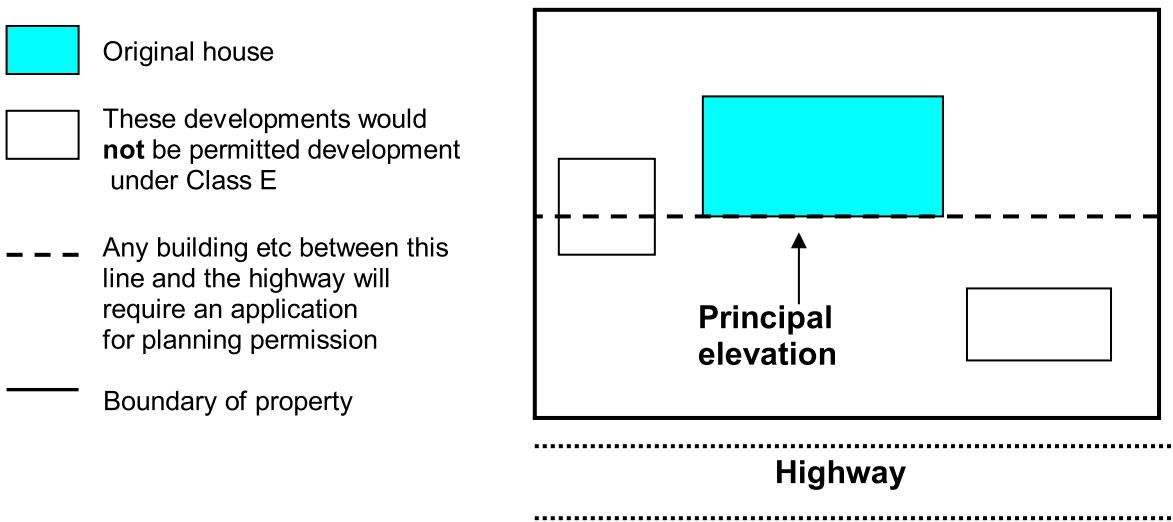 Original house
These developments would
not be permitted development
under Class E
Any building etc between this
line and the highway will
require an application
for planning permission
Boundary of property
Principal
elevation
Highway